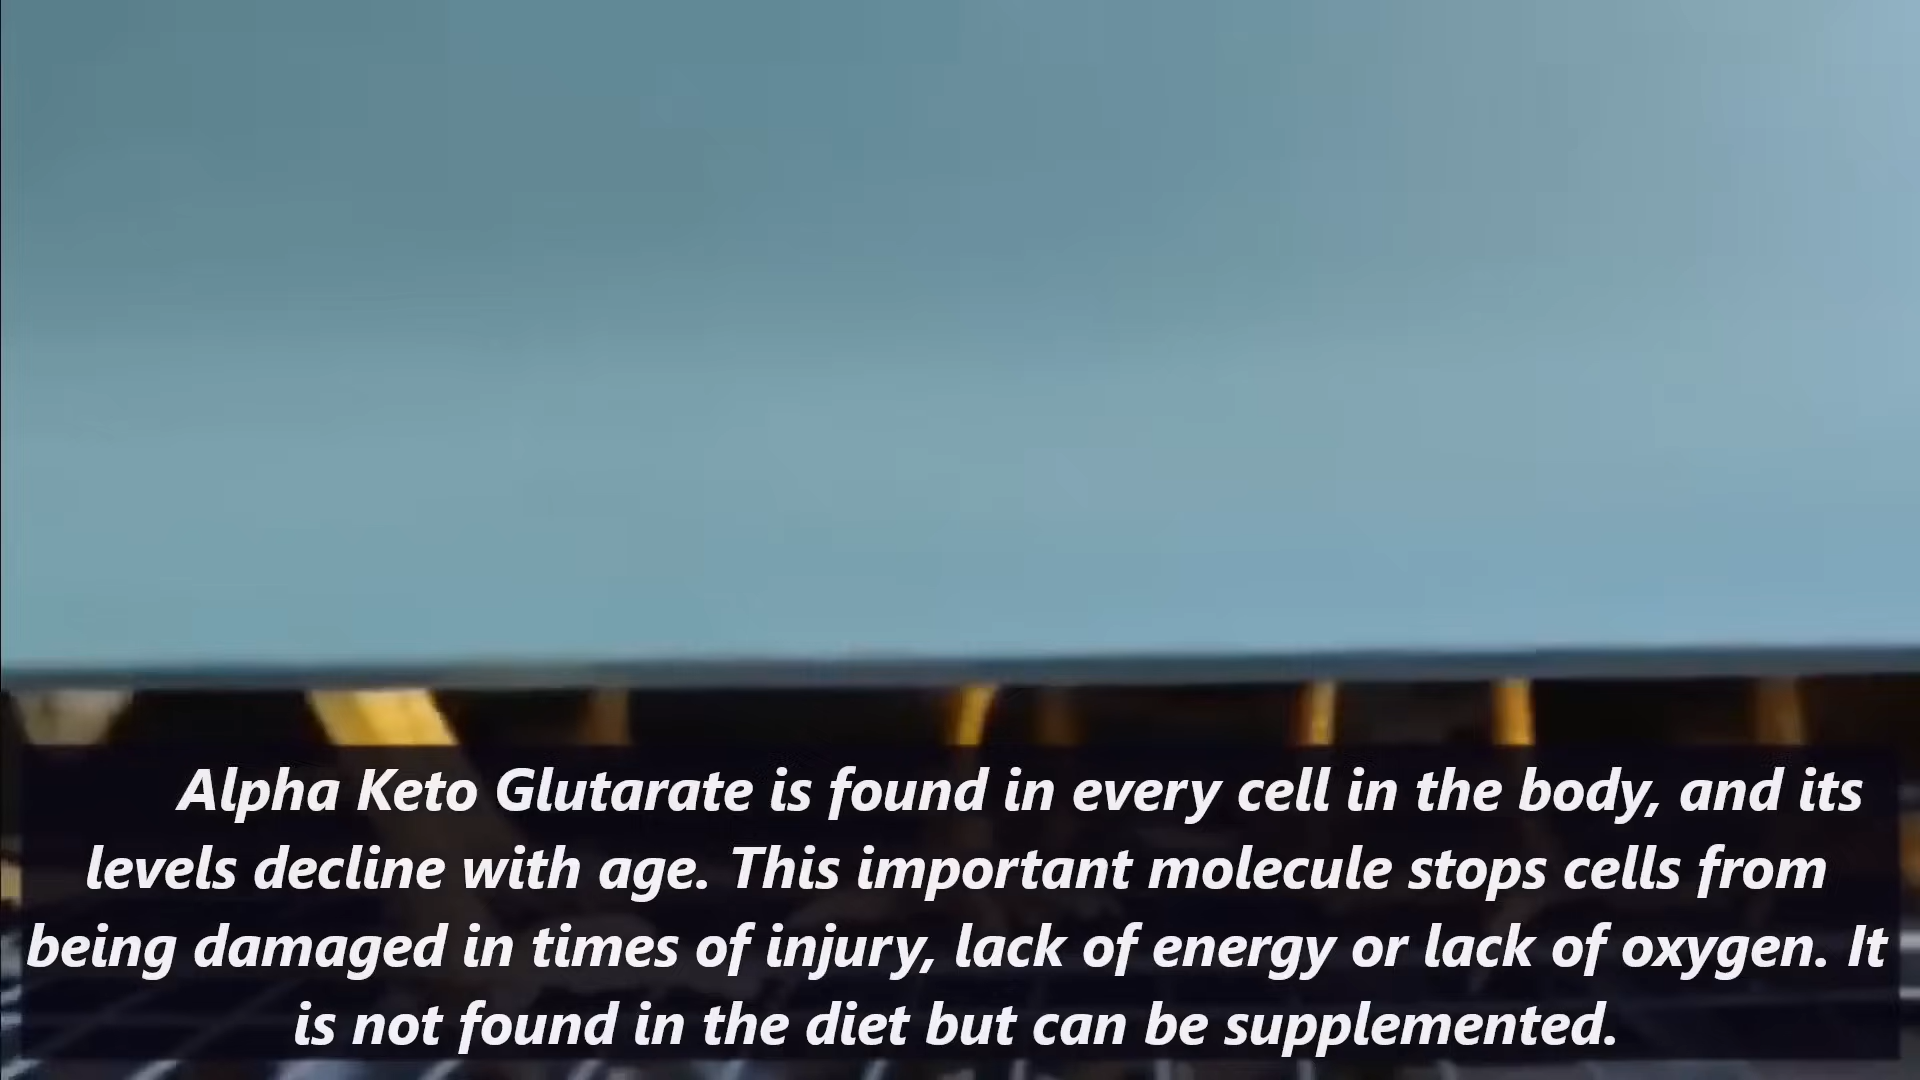 Alpha Keto Glutarate is found in every cell in the body, and its
levels decline with age. This important molecule stops cells from
being damaged in times of injury, lack of energy or lack of oxygen. It
is not found in the diet but can be supplemented.